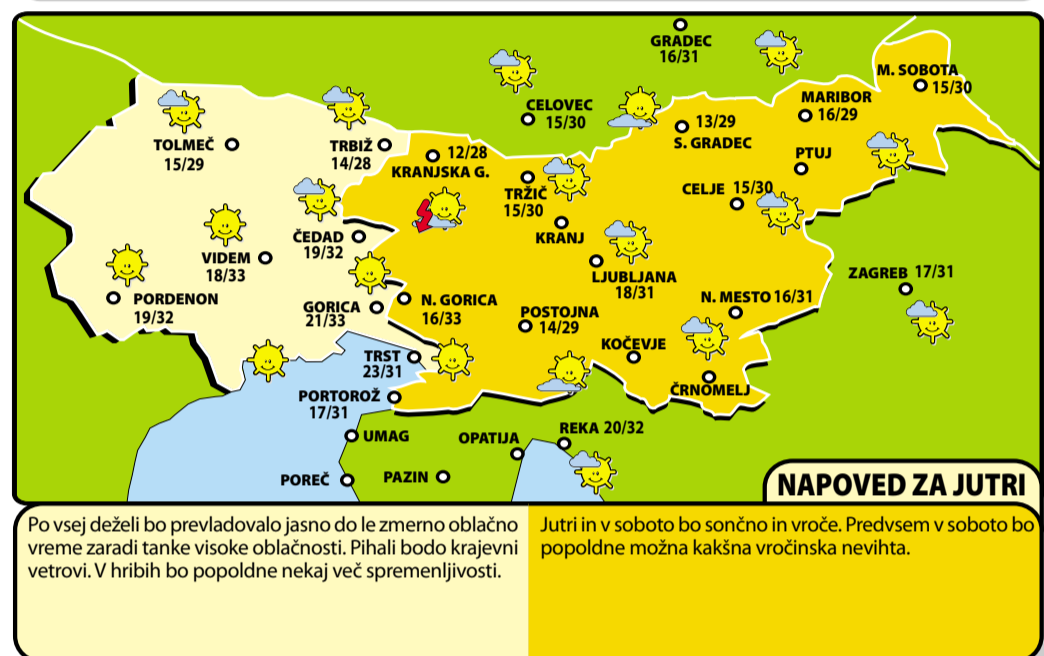 GRADEC
16/31
M. SOBOTA
15/30
CELOVEC
15/30
MARIBOR
16/29
13/29
S. GRADEC
TOLMEČ
15/29
TRBIŽ
14/28
12/28
KRANJSKA G.
PTUJ
TRŽIČ
15/30
CELJE 15/30
KRANJ
ČEDAD
19/32
VIDEM
18/33
LJUBLJANA
18/31
ZAGREB 17/31
PORDENON
19/32
GORICA
21/33
N. GORICA
16/33
N. MESTO 16/31
POSTOJNA
14/29
KOČEVJE
TRST
23/31
ČRNOMELJ
PORTOROŽ
17/31
UMAG
OPATIJA
REKA 20/32
POREČ
PAZIN
NAPOVED ZA JUTRI
Po vsej deželi bo prevladovalo jasno do le zmerno oblačno
vreme zaradi tanke visoke oblačnosti. Pihali bodo krajevni
vetrovi. V hribih bo popoldne nekaj več spremenljivosti.
Jutri in v soboto bo sončno in vroče. Predvsem v soboto bo
popoldne možna kakšna vročinska nevihta.